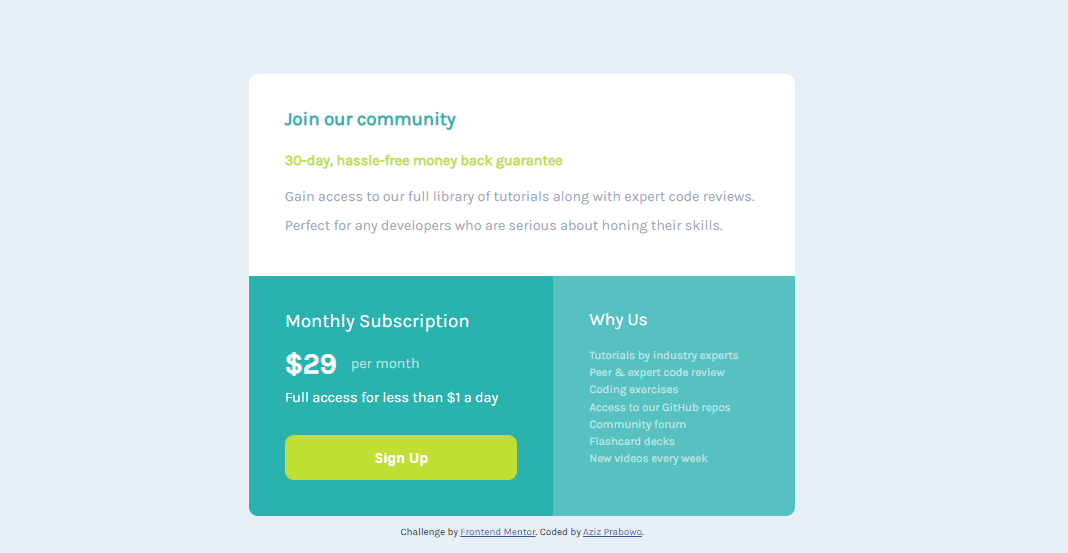 Join our community
30-day, hassle-free money back guarantee
Gain access to our full library of tutorials along with expert code reviews.
Perfect for any developers who are serious about honing their skills.
Monthly Subscription
$29 per month
Full access for less than $1 a day
Sign Up
Why Us
Tutorials by industry experts
Peer & expert code review
Coding exercises
Access to our GitHub repos
Community forum
Flashcard decks
New videos every week
Challenge by Frontend Mentor. Coded by Aziz Prabowo.